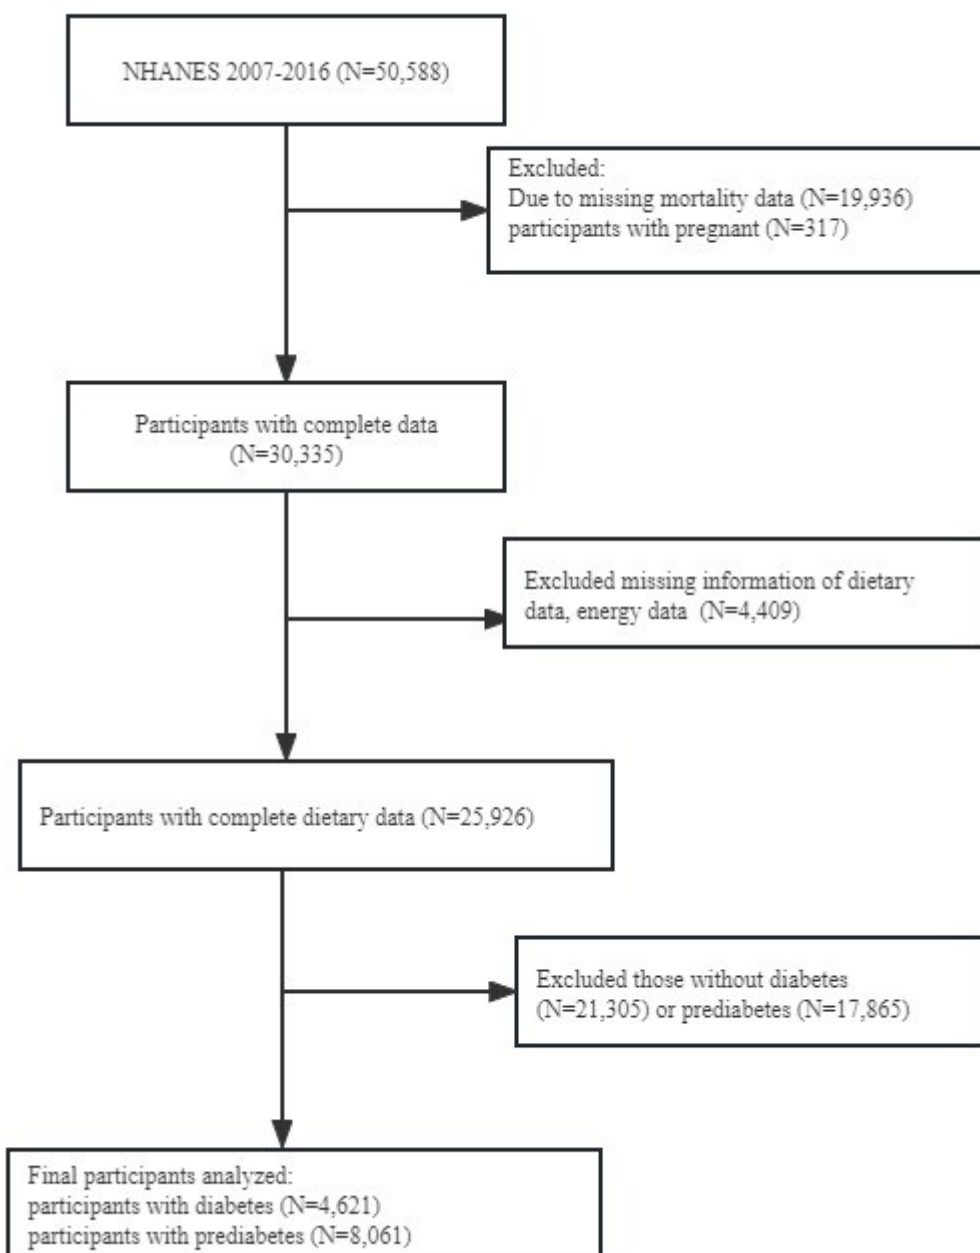 NHANES 2007-2016 (N=50,588)
Excluded:
Due to missing mortality data (N=19,936)
participants with pregnant (N=317)
Participants with complete data
(N=30,335)
Excluded missing information of dietary
data, energy data (N=4,409)
Participants with complete dietary data (N=25,926)
Excluded those without diabetes
(N=21,305) or prediabetes (N=17,865)
Final participants analyzed:
participants with diabetes (N=4,621)
participants with prediabetes (N=8,061)